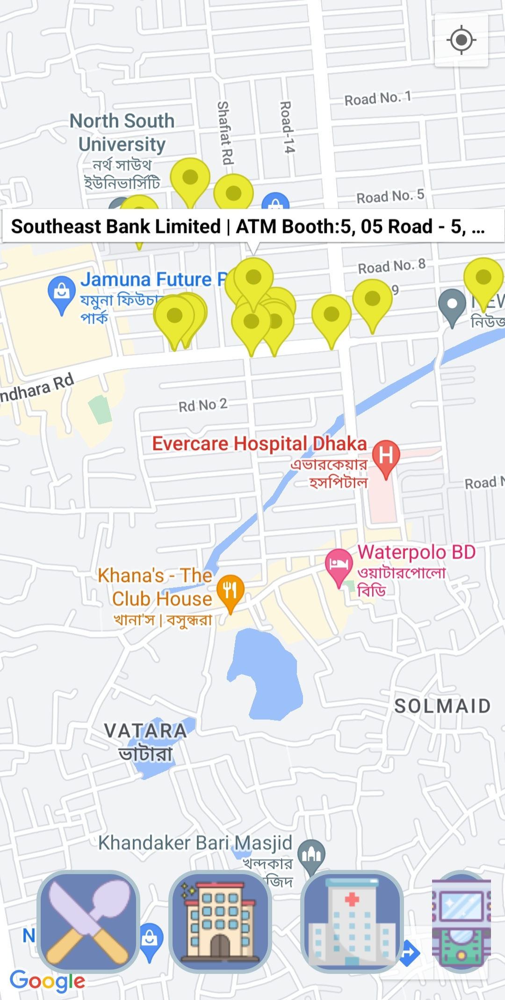 Road No. 1
Shafiat Rd
Road-14
North South
University
নর্থ সাউথ
ইউনিভার্সিটি
Road No. 5
Southeast Bank Limited | ATM Booth:5, 05 Road - 5, ...
Road No. 8
9
Jamuna Future P
যমুনা ফিউচা
পার্ক
NEW
নিউজ
ndhara Rd
Rd No 2
Evercare Hospital Dhaka
এভারকেয়ার
হসপিটাল
H
Road N
Waterpolo BD
ওয়াটারপোলো
বিডি
Khana's - The
Club House
খানা'স | বসুন্ধরা
SOLMAID
VATARA
ভাটারা
Khandaker Bari Masjid
খন্দকার
জিদ
N
Google